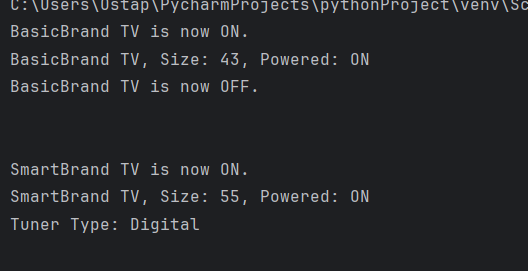 C:\Users\Ostap\PycharmProjects\pythonProject\venv\Sc
BasicBrand TV is now ON.
BasicBrand TV, Size: 43, Powered: ON
BasicBrand TV is now OFF.
SmartBrand TV is now ON.
SmartBrand TV, Size: 55, Powered: ON
Tuner Type: Digital